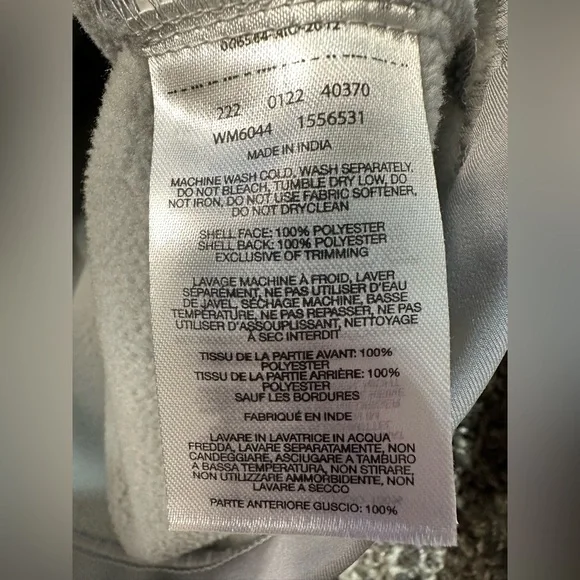 222 0122 40370
WM6044 1556531
MADE IN INDIA
MACHINE WASH COLD, WASH SEPARATELY,
DO NOT BLEACH, TUMBLE DRY LOW, DO
NOT IRON, DO NOT USE FABRIC SOFTENER,
DO NOT DRYCLEAN
SHELL FACE: 100% POLYESTER
SHELL BACK: 100% POLYESTER
EXCLUSIVE OF TRIMMING
LAVAGE MACHINE À FROID, LAVER
SÉPARÉMENT, NE PAS UTILISER D'EAU
DE JAVEL, SÉCHAGE MACHINE, BASSE
TEMPÉRATURE, NE PAS REPASSER, NE PAS
UTILISER D'ASSOUPLISSANT, NETTOYAGE
À SEC INTERDIT
TISSU DE LA PARTIE AVANT: 100%
POLYESTER
TISSU DE LA PARTIE ARRIÈRE: 100%
POLYESTER
SAUF LES BORDURES
FABRIQUÉ EN INDE
LAVARE IN LAVATRICE IN ACQUA
FREDDA, LAVARE SEPARATAMENTE, NON
CANDEGGIARE, ASCIUGARE A TAMBURO
A BASSA TEMPERATURA, NON STIRARE,
NON UTILIZZARE AMMORBIDENTE, NON
LAVARE A SECCO
PARTE ANTERIORE GUSCIO: 100%